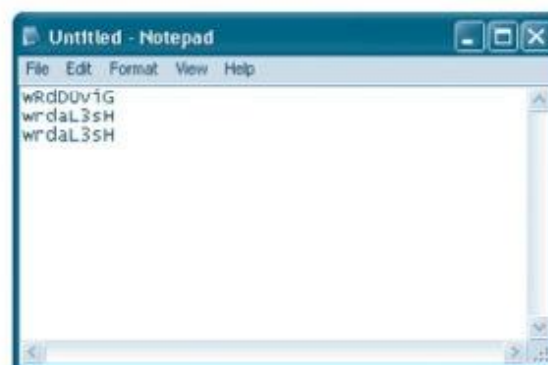 Untitled - Notepad
File Edit Format View Help
wRdDUviG
wrdaL3sH
wrdaL3sH